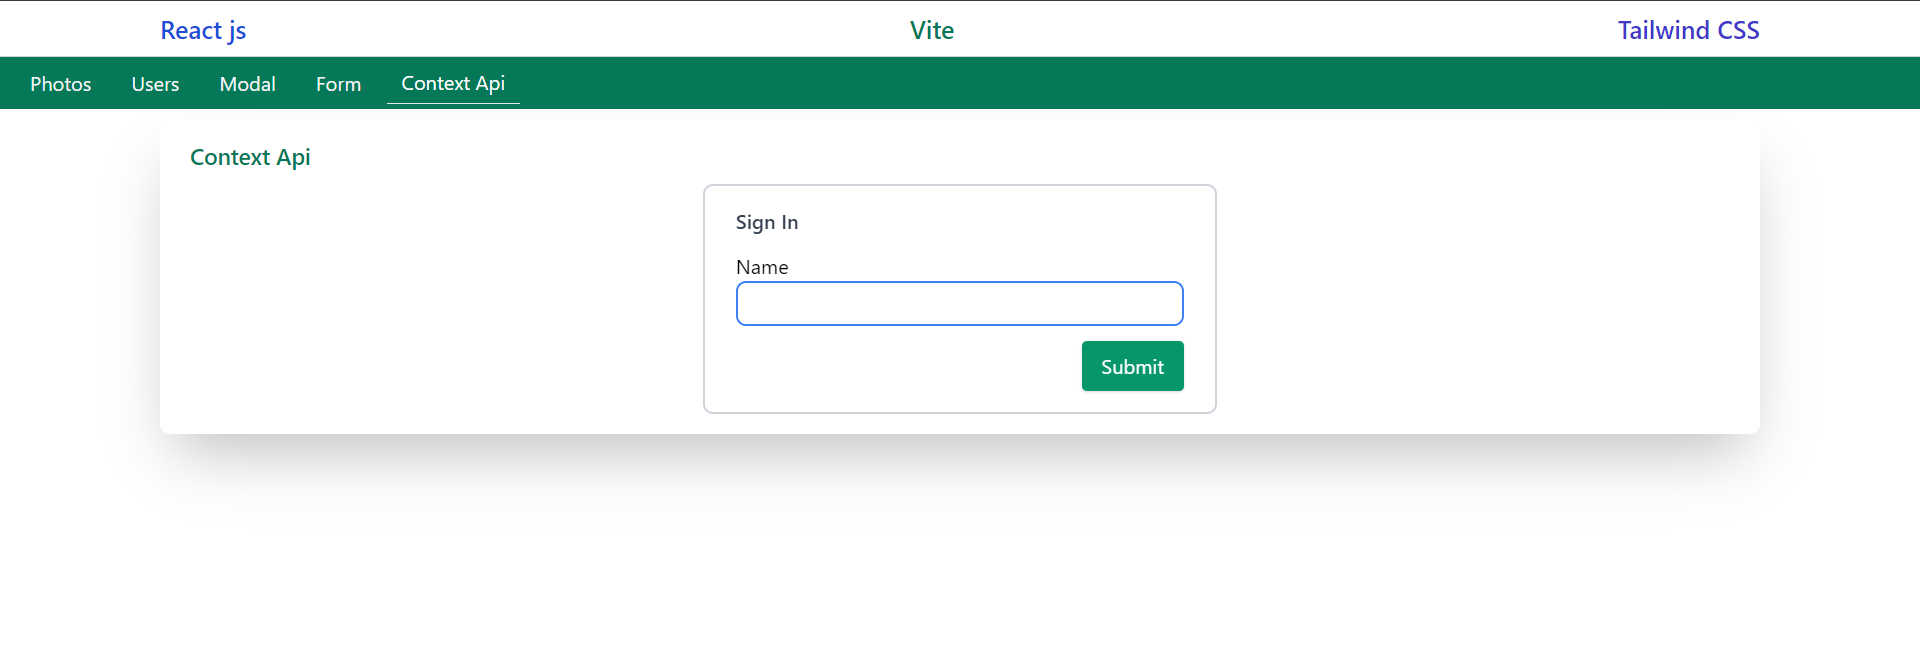 React js Vite Tailwind CSS
Photos Users Modal Form Context Api
Context Api
Sign In
Name
Submit